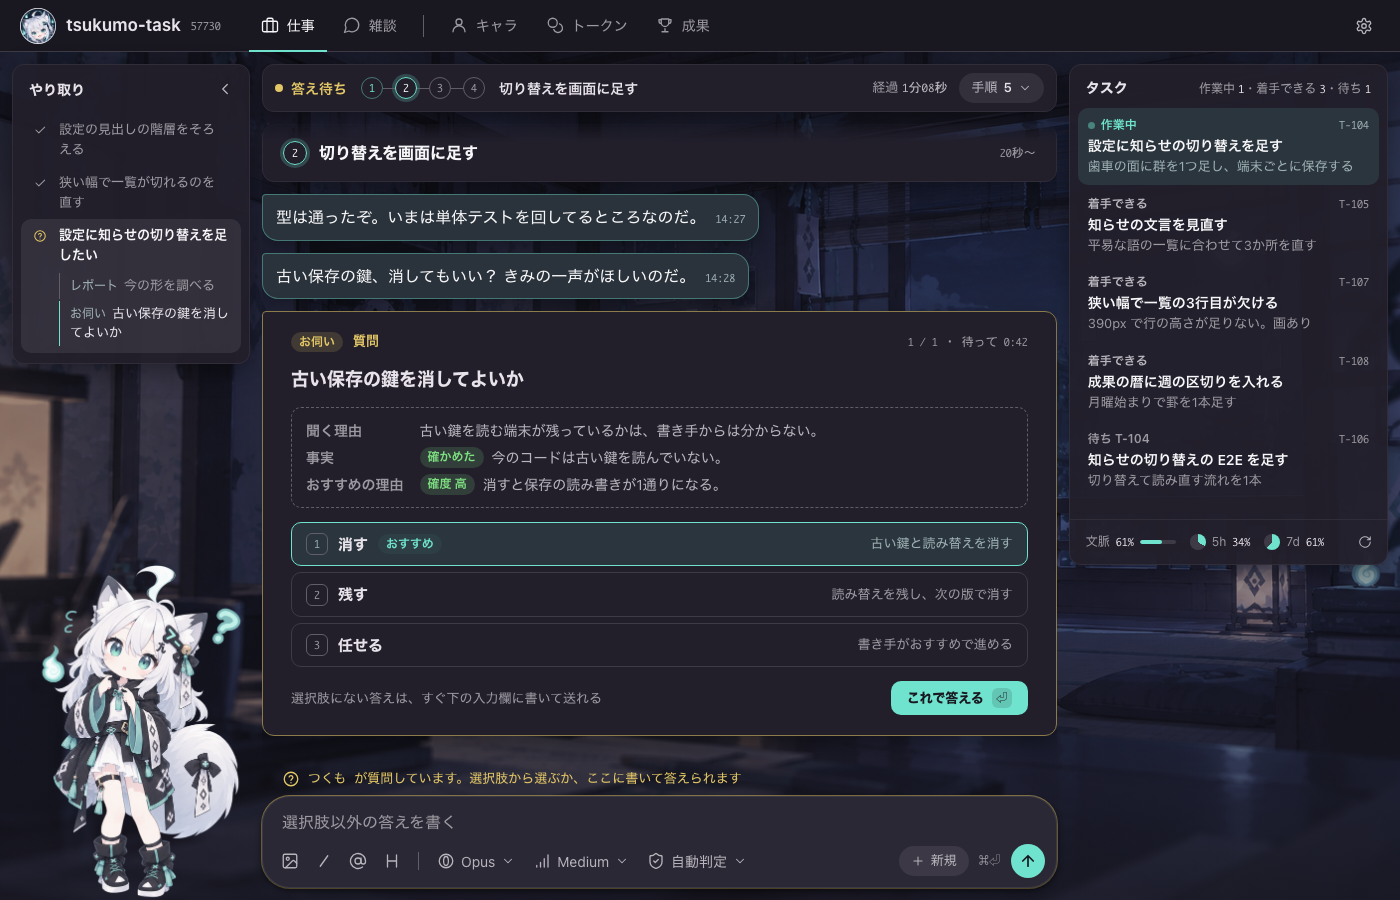 tsukumo-task 57730 仕事 雑談 キャラ トークン 成果
やり取り
設定の見出しの階層をそろ
える
狭い幅で一覧が切れるのを
直す
設定に知らせの切り替えを足
したい
レポート 今の形を調べる
お伺い 古い保存の鍵を消し
てよいか
答え待ち 1 2 3 4 切り替えを画面に足す 経過 1分08秒 手順 5
2 切り替えを画面に足す 20秒〜
型は通ったぞ。いまは単体テストを回してるところなのだ。 14:27
古い保存の鍵、消してもいい？ きみの一声がほしいのだ。 14:28
お伺い 質問 1 / 1 ・ 待って 0:42
古い保存の鍵を消してよいか
聞く理由 古い鍵を読む端末が残っているかは、書き手からは分からない。
事実 確かめた 今のコードは古い鍵を読んでいない。
おすすめの理由 確度 高 消すと保存の読み書きが1通りになる。
1 消す おすすめ 古い鍵と読み替えを消す
2 残す 読み替えを残し、次の版で消す
3 任せる 書き手がおすすめで進める
選択肢にない答えは、すぐ下の入力欄に書いて送れる これで答える ⏎
つくも が質問しています。選択肢から選ぶか、ここに書いて答えられます
選択肢以外の答えを書く
/ @ H Opus Medium 自動判定 + 新規 ⌘⏎
タスク 作業中 1・着手できる 3・待ち 1
作業中 T-104
設定に知らせの切り替えを足す
歯車の面に群を1つ足し、端末ごとに保存する
着手できる T-105
知らせの文言を見直す
平易な語の一覧に合わせて3か所を直す
着手できる T-107
狭い幅で一覧の3行目が欠ける
390px で行の高さが足りない。画あり
着手できる T-108
成果の暦に週の区切りを入れる
月曜始まりで罫を1本足す
待ち T-104 T-106
知らせの切り替えの E2E を足す
切り替えて読み直す流れを1本
文脈 61% 5h 34% 7d 61%